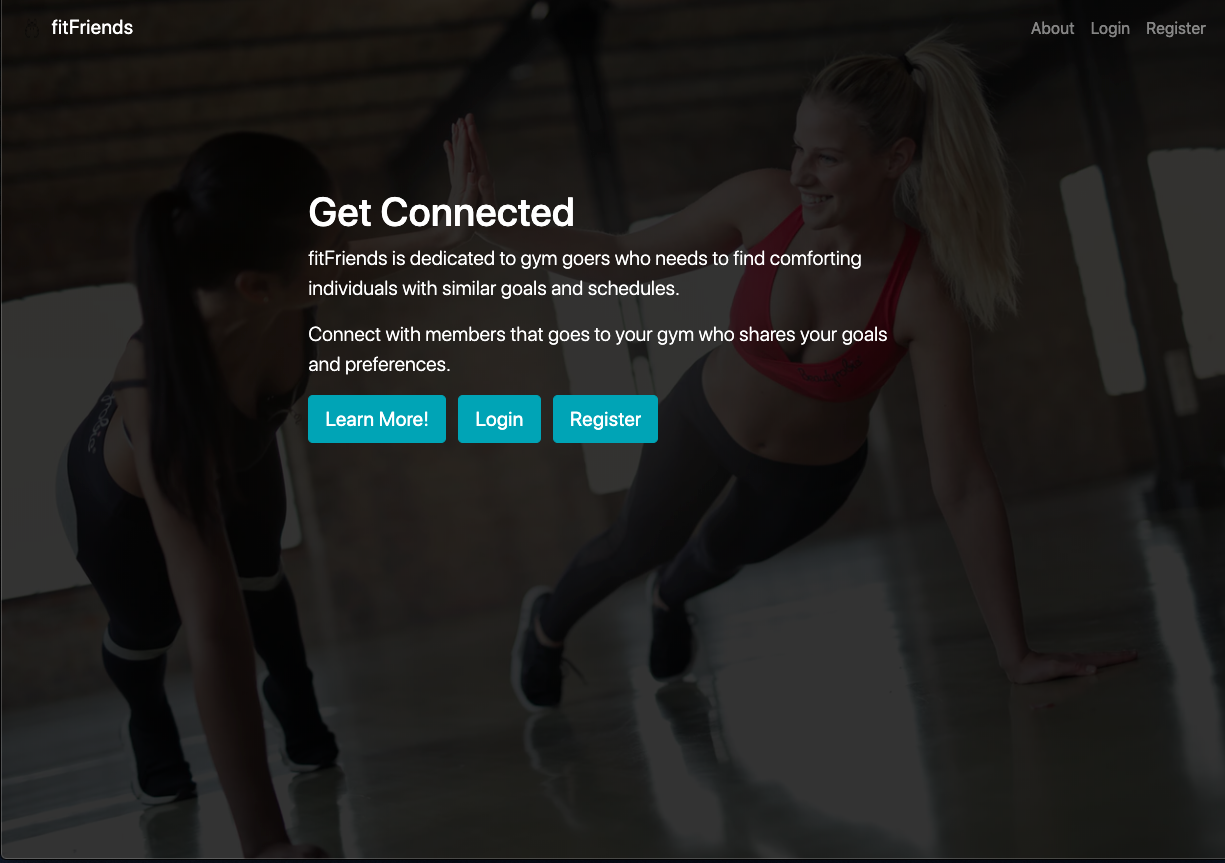 fitFriends
About Login Register
Get Connected
fitFriends is dedicated to gym goers who needs to find comforting
individuals with similar goals and schedules.
Connect with members that goes to your gym who shares your goals
and preferences.
Learn More! Login Register